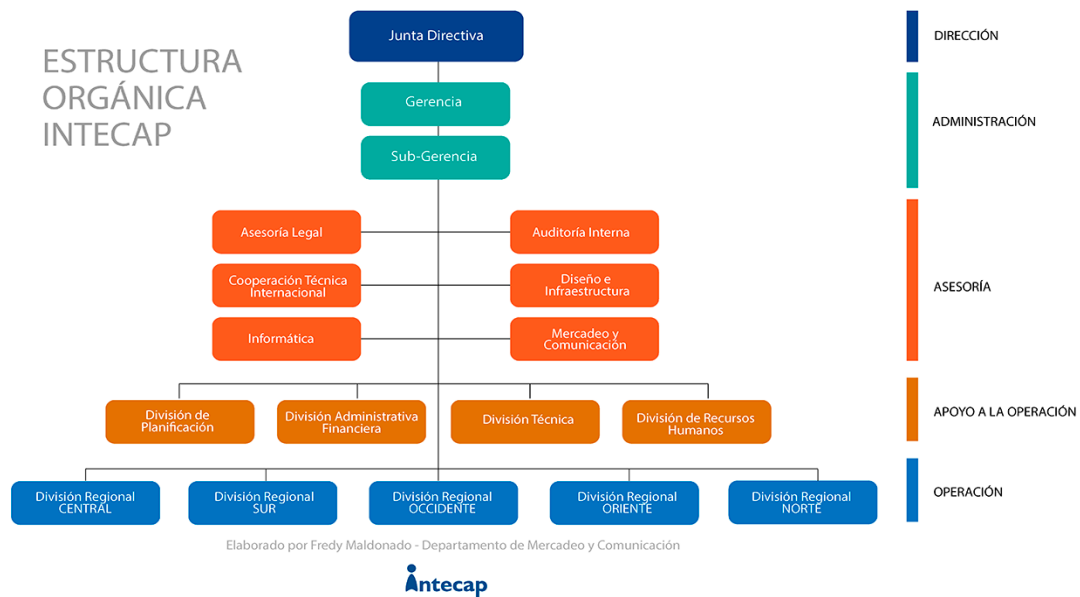 ESTRUCTURA
ORGÁNICA
INTECAP
Junta Directiva
DIRECCIÓN
Gerencia
Sub-Gerencia
ADMINISTRACIÓN
Asesoría Legal
Auditoría Interna
Cooperación Técnica
Internacional
Diseño e
Infraestructura
Informática
Mercadeo y
Comunicación
ASESORÍA
División de
Planificación
División Administrativa
Financiera
División Técnica
División de Recursos
Humanos
APOYO A LA OPERACIÓN
División Regional
CENTRAL
División Regional
SUR
División Regional
OCCIDENTE
División Regional
ORIENTE
División Regional
NORTE
OPERACIÓN
Elaborado por Fredy Maldonado - Departamento de Mercadeo y Comunicación
intecap